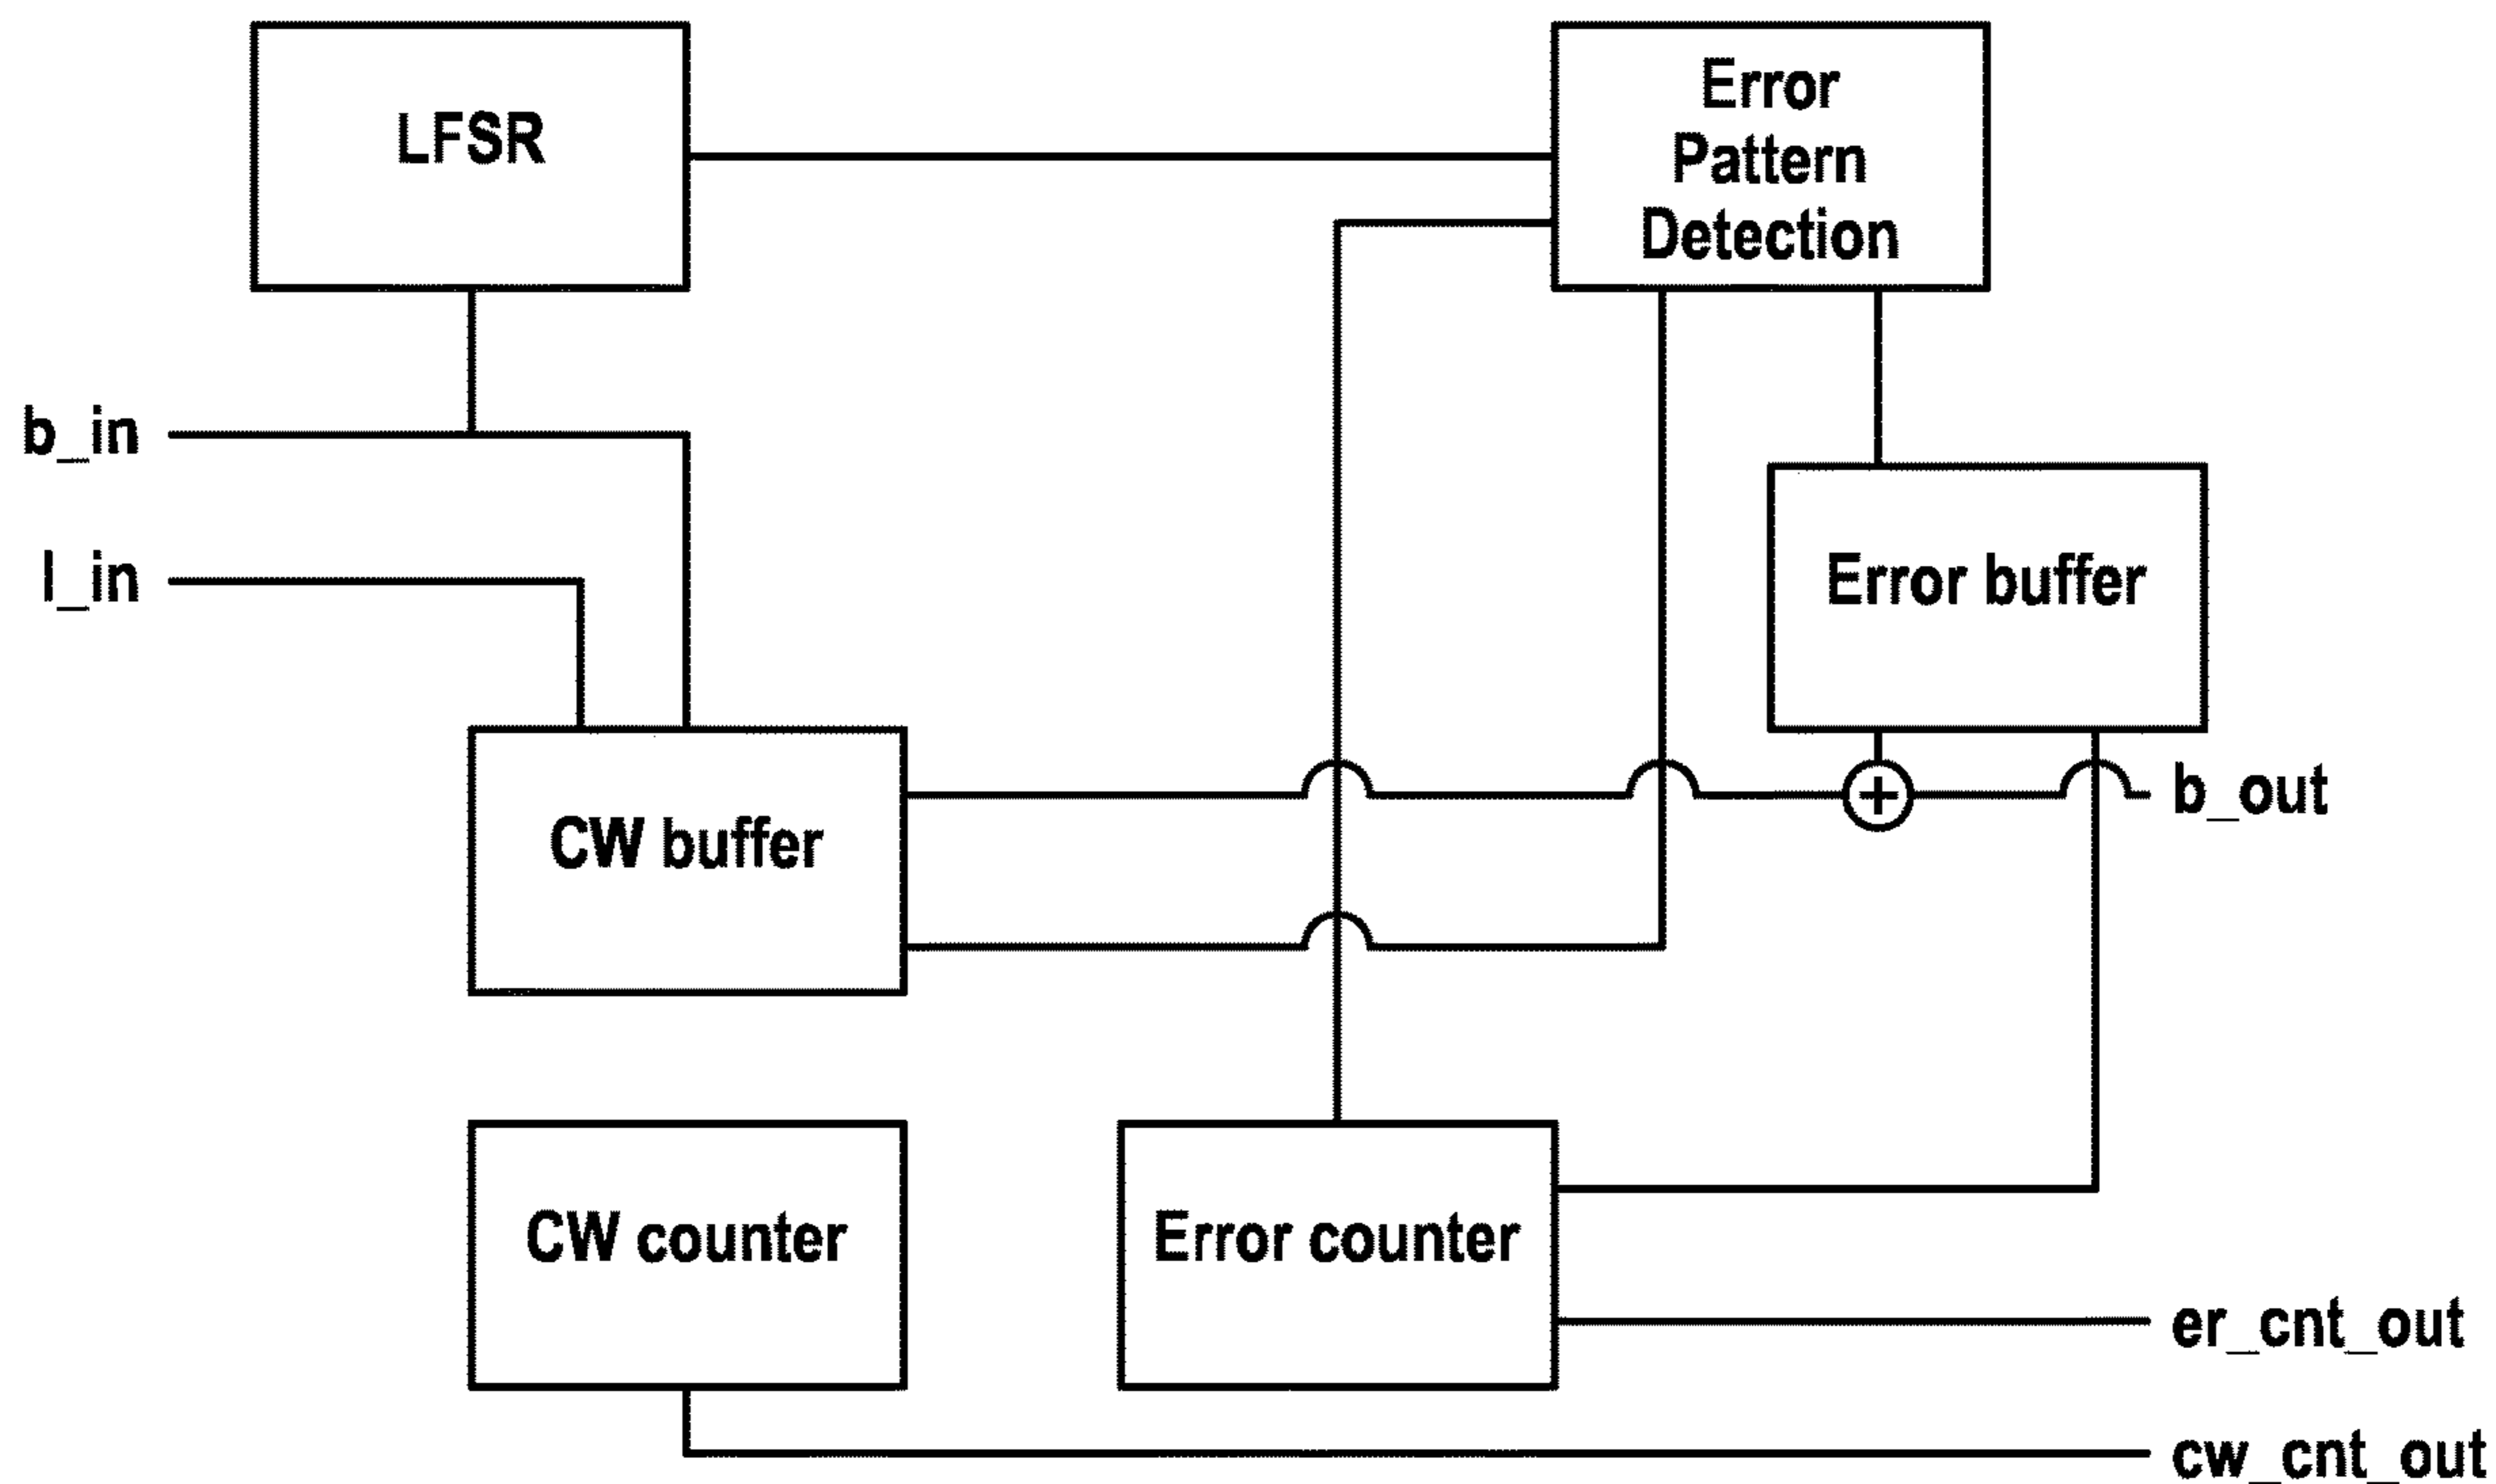 LFSR
Error
Pattern
Detection
b_in
l_in
Error buffer
b_out
CW buffer
CW counter
Error counter
er_cnt_out
cw_cnt_out